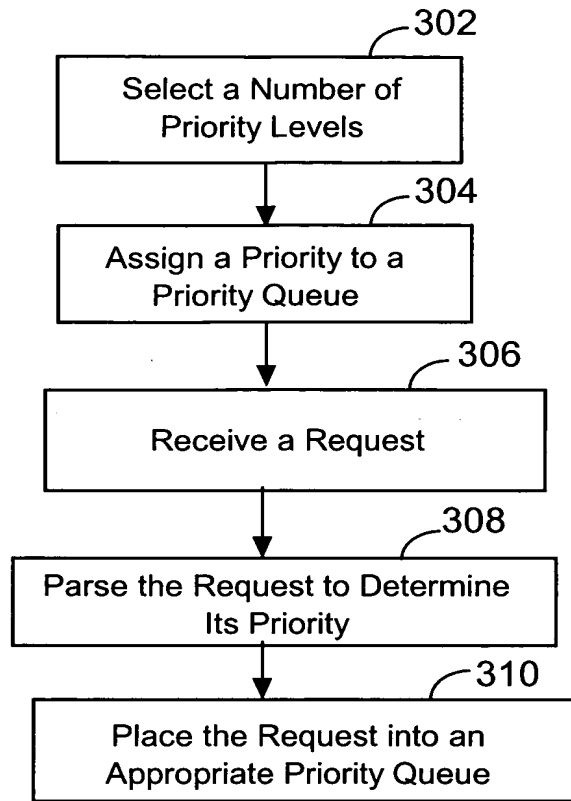 302
Select a Number of
Priority Levels
304
Assign a Priority to a
Priority Queue
306
Receive a Request
308
Parse the Request to Determine
Its Priority
310
Place the Request into an
Appropriate Priority Queue